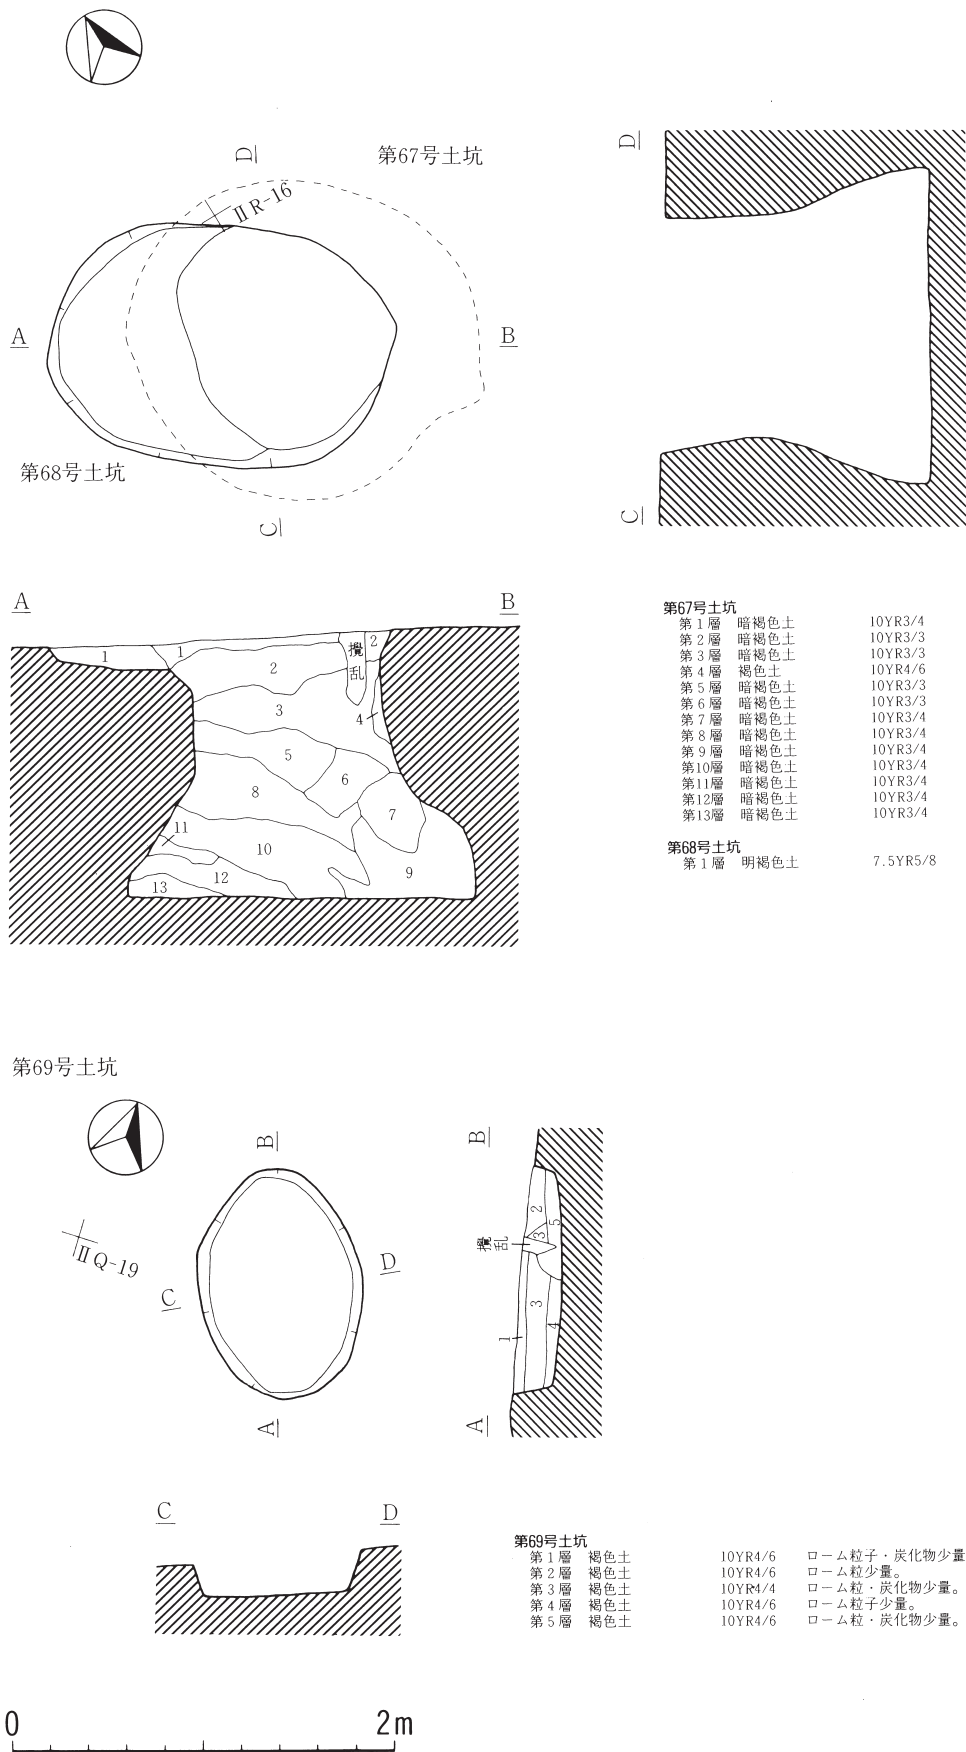 第67号土坑
D
ⅡR-16
A
B
第68号土坑
C
D
C
A
B
1
1
2
攪乱
2
3
4
5
6
7
8
9
10
11
12
13
第67号土坑
第1層 暗褐色土 10YR3/4
第2層 暗褐色土 10YR3/3
第3層 暗褐色土 10YR3/3
第4層 褐色土 10YR4/6
第5層 暗褐色土 10YR3/3
第6層 暗褐色土 10YR3/3
第7層 暗褐色土 10YR3/4
第8層 暗褐色土 10YR3/4
第9層 暗褐色土 10YR3/4
第10層 暗褐色土 10YR3/4
第11層 暗褐色土 10YR3/4
第12層 暗褐色土 10YR3/4
第13層 暗褐色土 10YR3/4
第68号土坑
第1層 明褐色土 7.5YR5/8
第69号土坑
B
ⅡQ-19
D
C
A
B
2
3
5
攪乱
3
1
4
A
C
D
第69号土坑
第1層 褐色土 10YR4/6 ローム粒子・炭化物少量
第2層 褐色土 10YR4/6 ローム粒少量。
第3層 褐色土 10YR4/4 ローム粒・炭化物少量。
第4層 褐色土 10YR4/6 ローム粒子少量。
第5層 褐色土 10YR4/6 ローム粒・炭化物少量。
0 2m